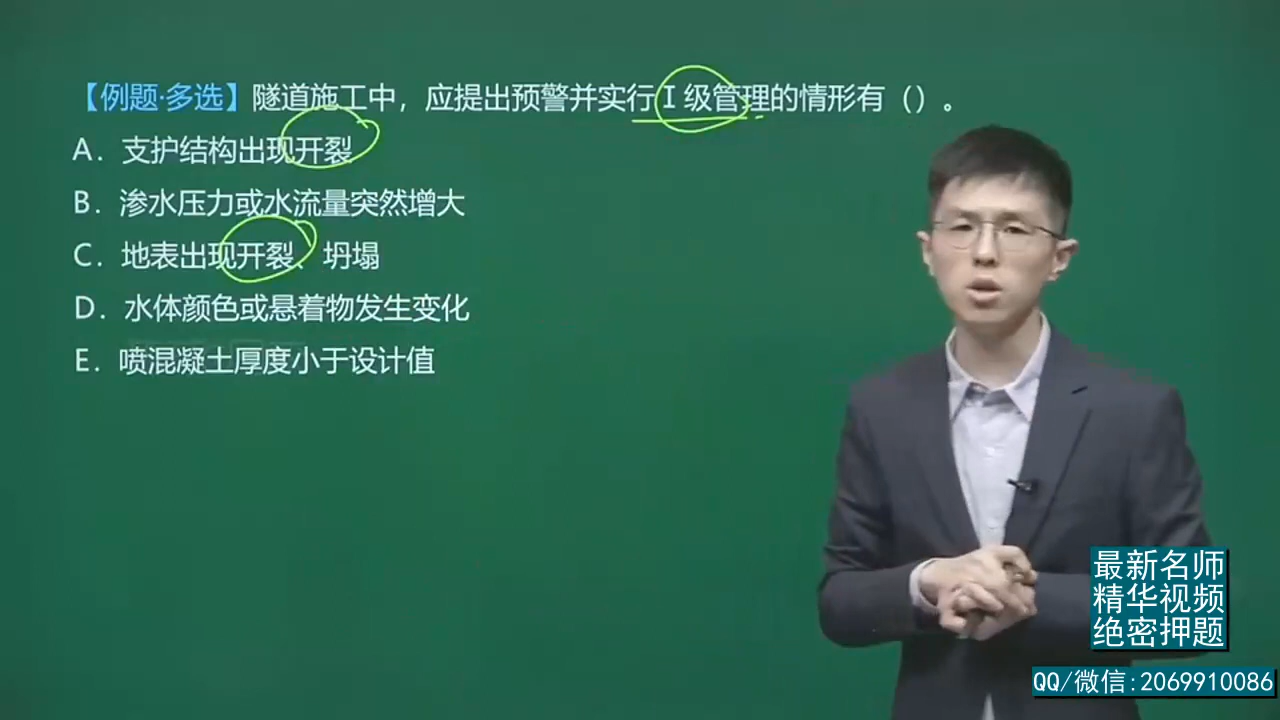 【例题·多选】隧道施工中，应提出预警并实行Ⅰ级管理的情形有（）。
A．支护结构出现开裂
B．渗水压力或水流量突然增大
C．地表出现开裂、坍塌
D．水体颜色或悬着物发生变化
E．喷混凝土厚度小于设计值
最新名师
精华视频
绝密押题
QQ/微信:2069910086